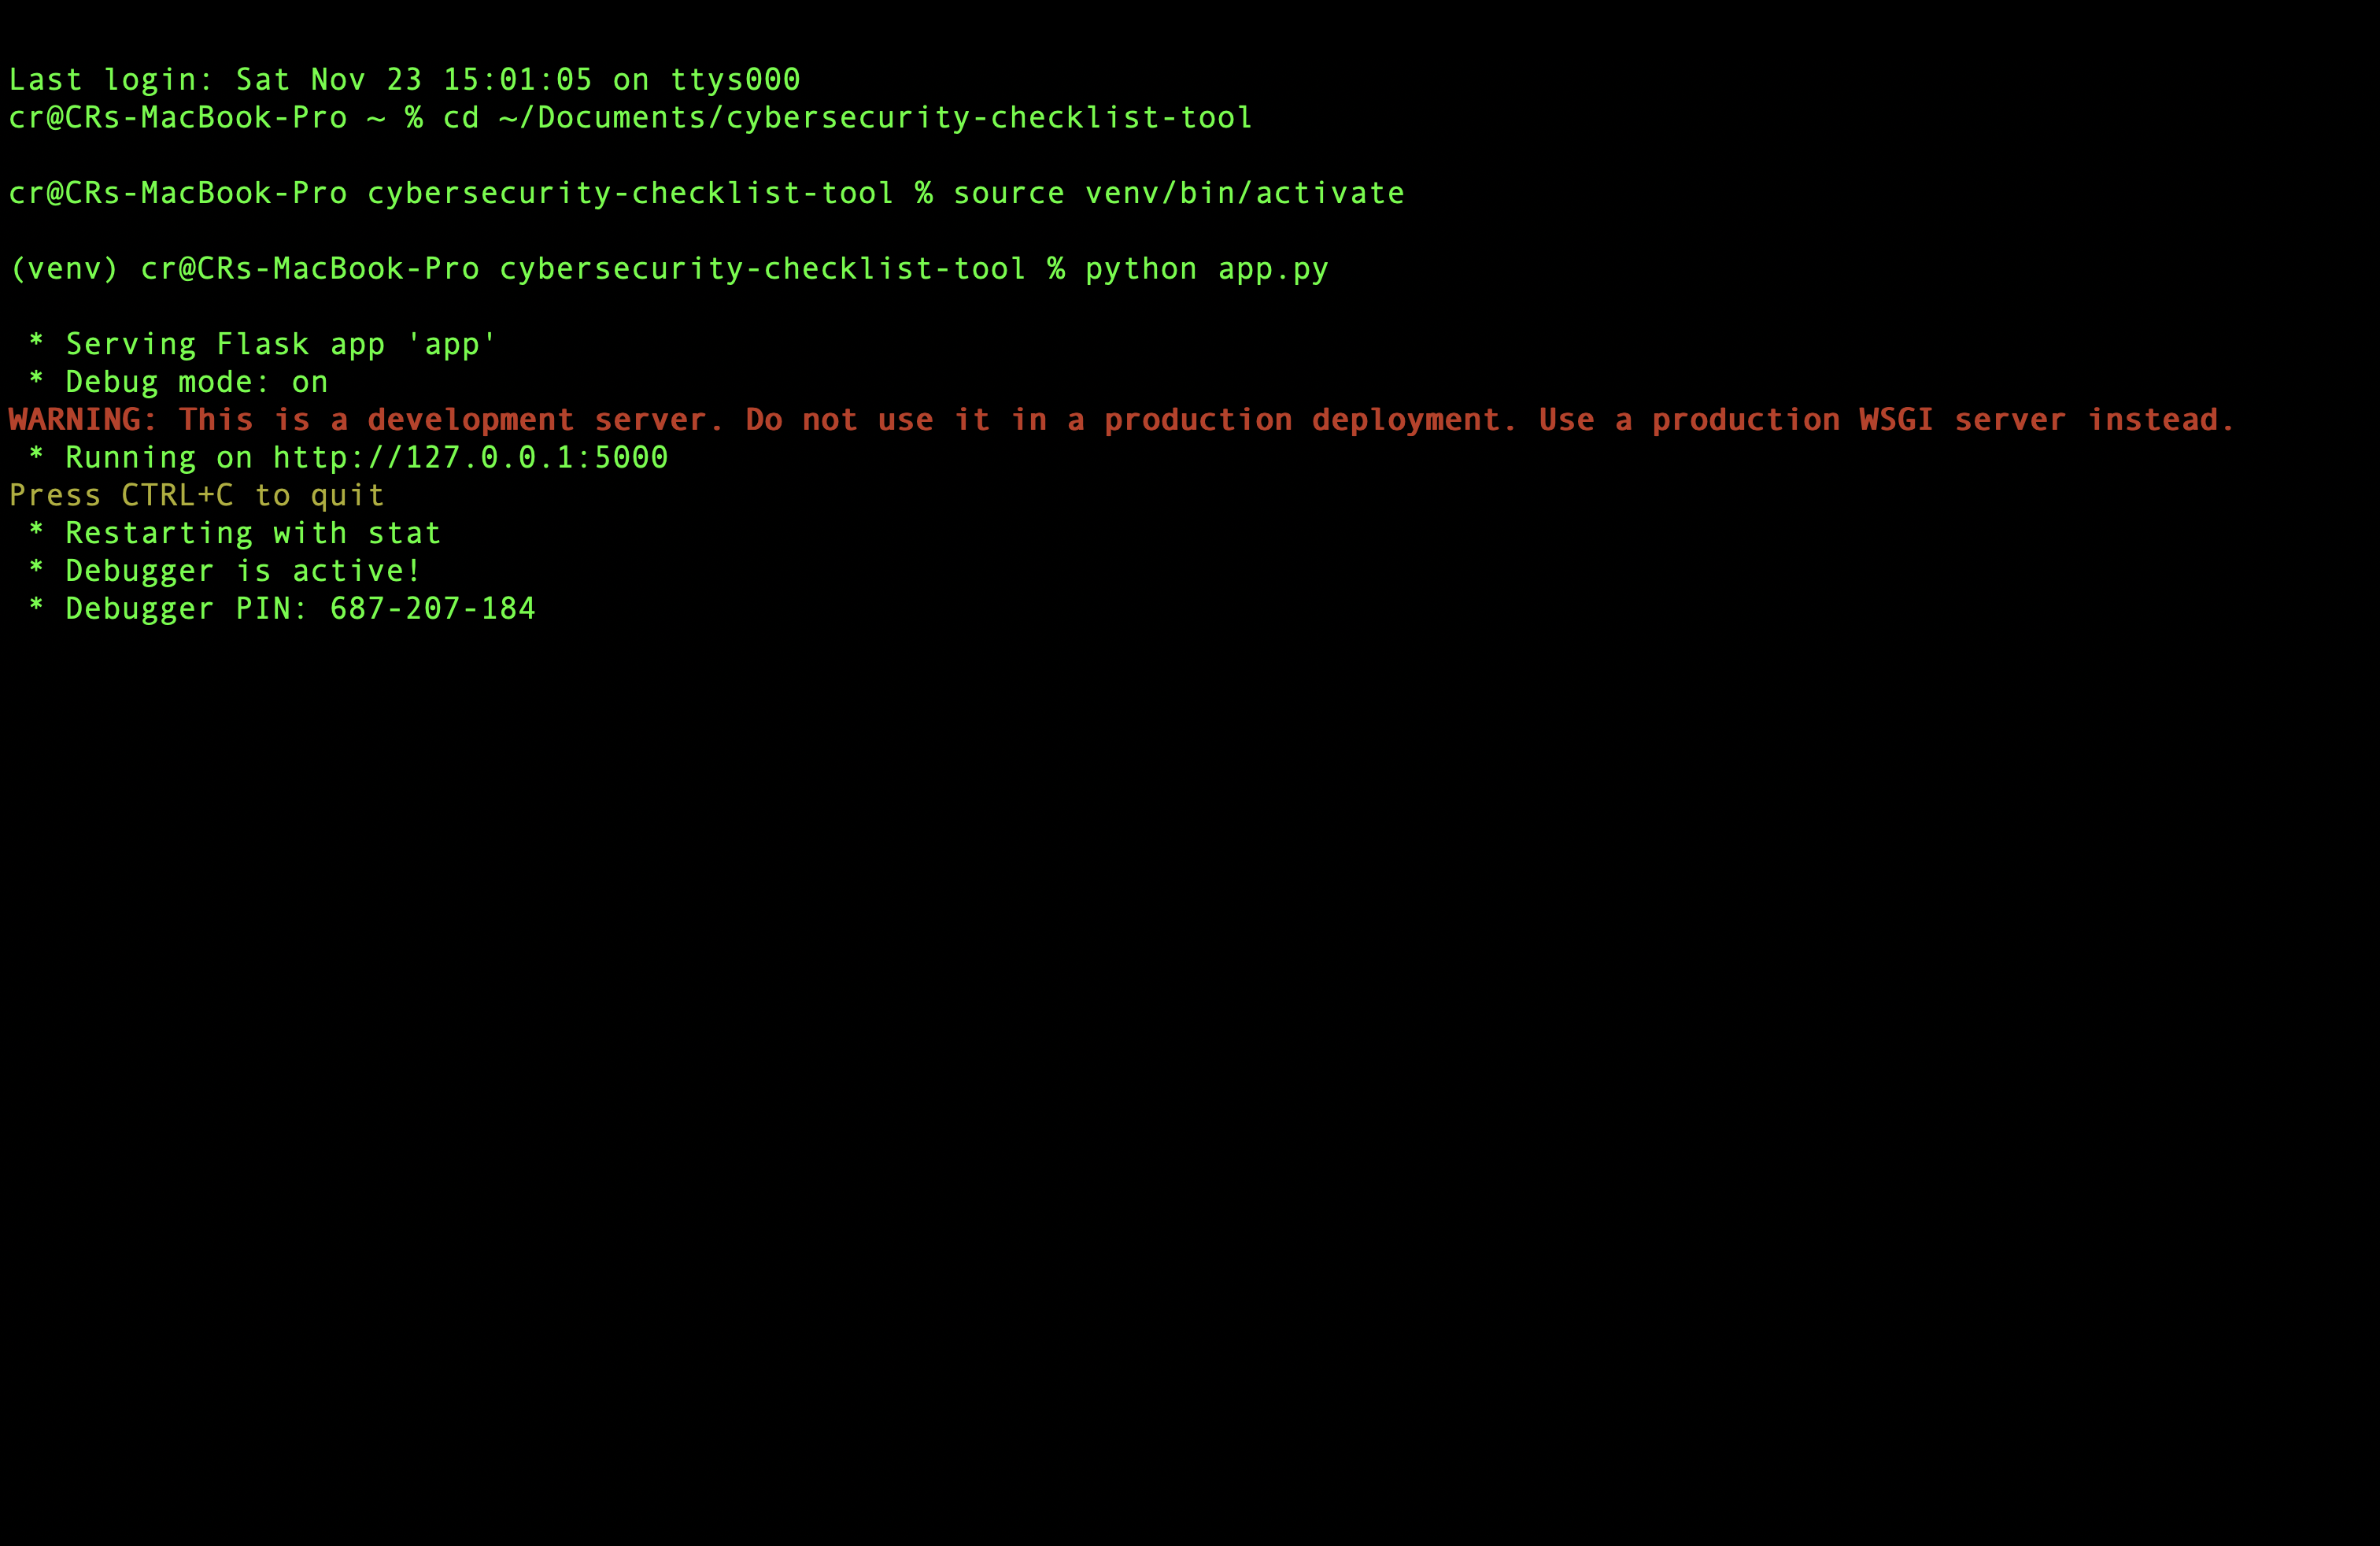 Last login: Sat Nov 23 15:01:05 on ttys000
cr@CRs-MacBook-Pro ~ % cd ~/Documents/cybersecurity-checklist-tool
cr@CRs-MacBook-Pro cybersecurity-checklist-tool % source venv/bin/activate
(venv) cr@CRs-MacBook-Pro cybersecurity-checklist-tool % python app.py
 * Serving Flask app 'app'
 * Debug mode: on
WARNING: This is a development server. Do not use it in a production deployment. Use a production WSGI server instead.
 * Running on http://127.0.0.1:5000
Press CTRL+C to quit
 * Restarting with stat
 * Debugger is active!
 * Debugger PIN: 687-207-184